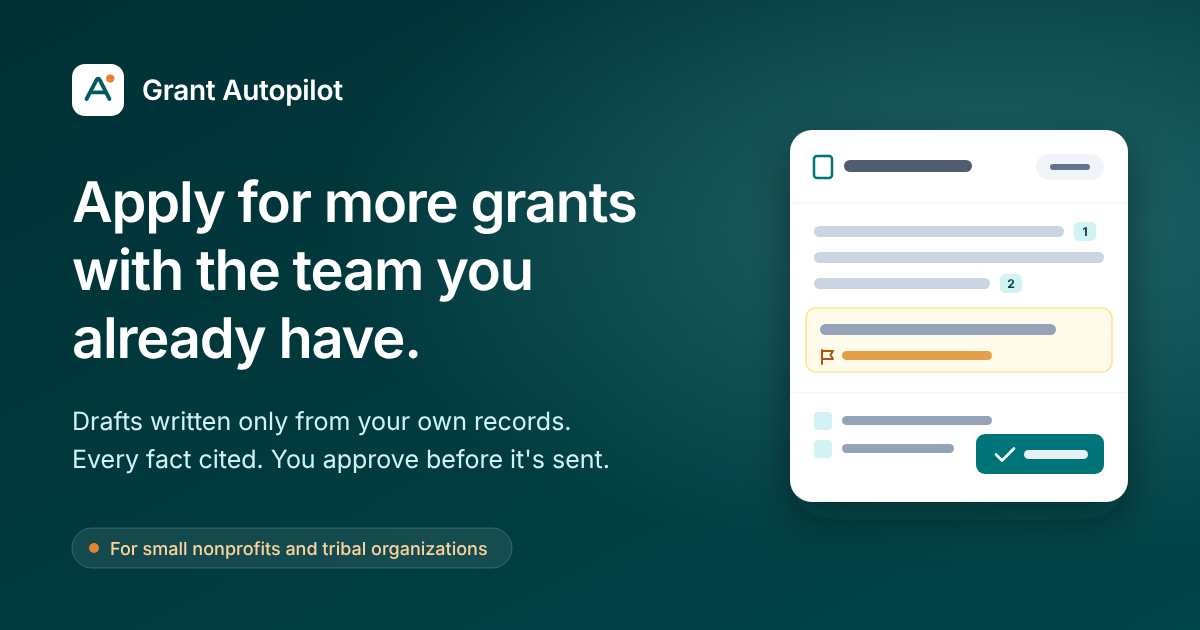 Grant Autopilot
Apply for more grants
with the team you
already have.
Drafts written only from your own records.
Every fact cited. You approve before it's sent.
For small nonprofits and tribal organizations
1
2